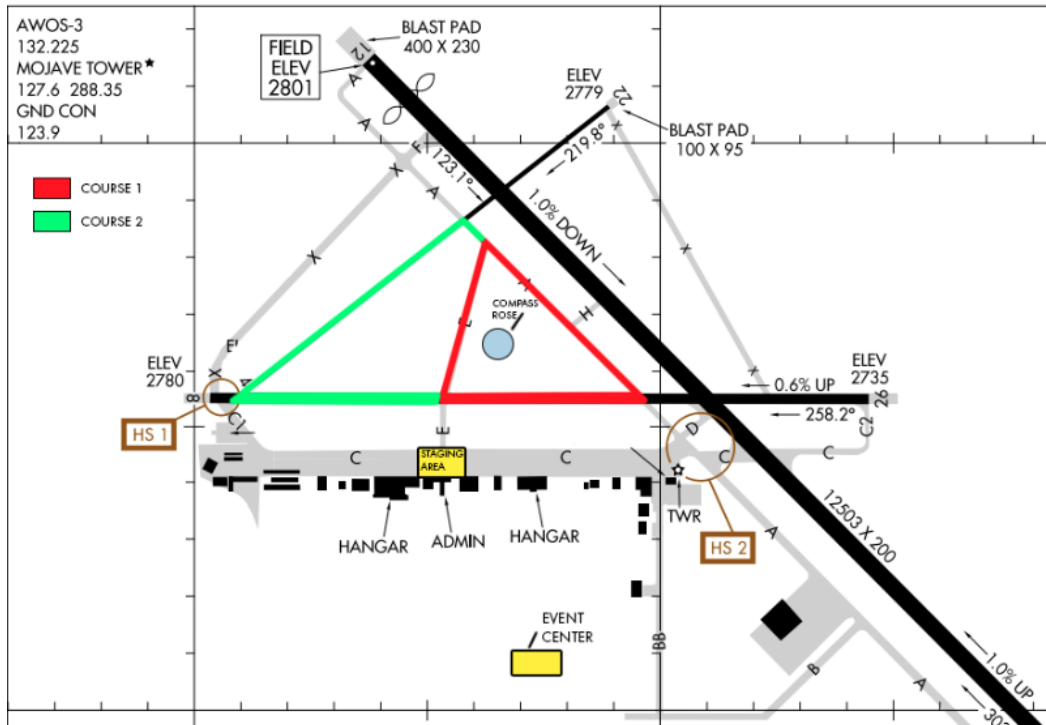 AWOS-3
132.225
MOJAVE TOWER★
127.6 288.35
GND CON
123.9
FIELD
ELEV
2801
12
BLAST PAD
400 X 230
ELEV
2779
22
BLAST PAD
100 X 95
A
A
F
A
X
X
123.1°
219.8°
X
1.0% DOWN
COURSE 1
COURSE 2
X
A
H
COMPASS
ROSE
E
X
E'
ELEV
2780
X
A
8
HS 1
C1
X
0.6% UP
ELEV
2735
26
258.2°
C2
E
D
C
STAGING
AREA
C
C
C
TWR
HANGAR
ADMIN
HANGAR
HS 2
A
12503 X 200
EVENT
CENTER
BB
B
A
1.0% UP